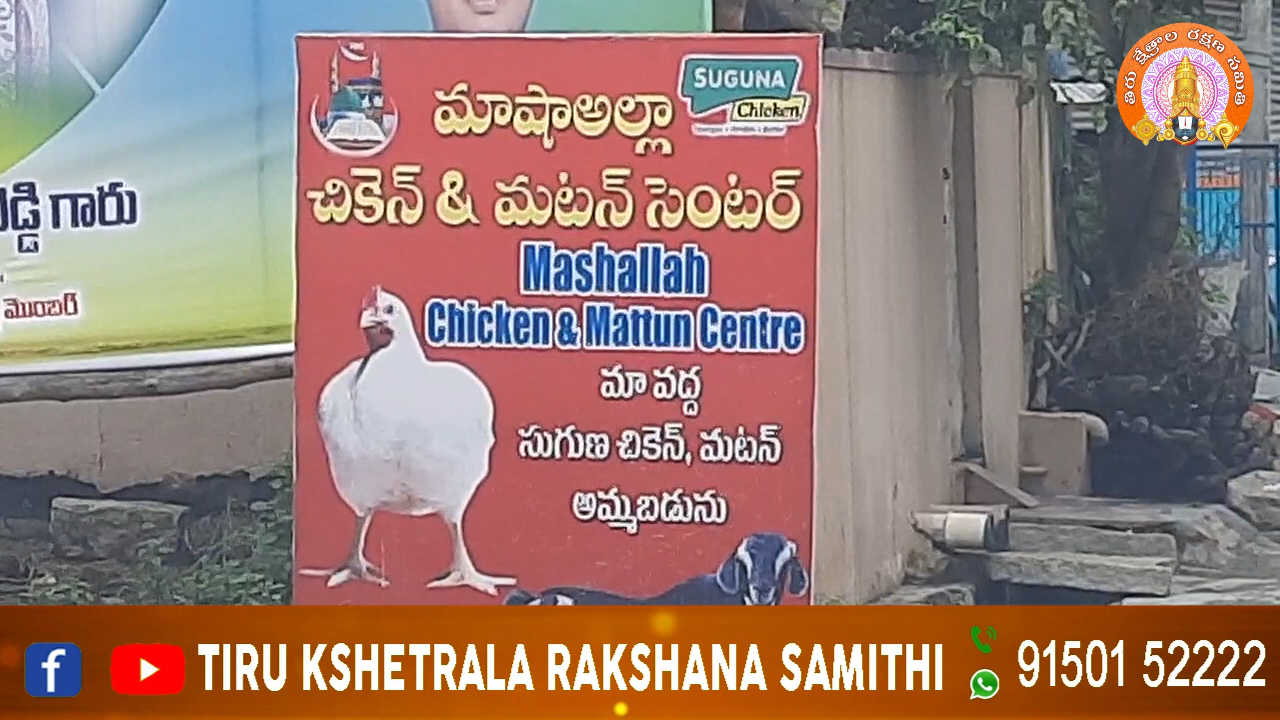 తిరు క్షేత్రాల రక్షణ సమితి
SUGUNA
Chicken
మాషాఅల్లా
చికెన్ & మటన్ సెంటర్
Mashallah
Chicken & Mattun Centre
మా వద్ద
సుగుణ చికెన్, మటన్
అమ్మబడును
గారు
మెంబర్
TIRU KSHETRALA RAKSHANA SAMITHI
91501 52222